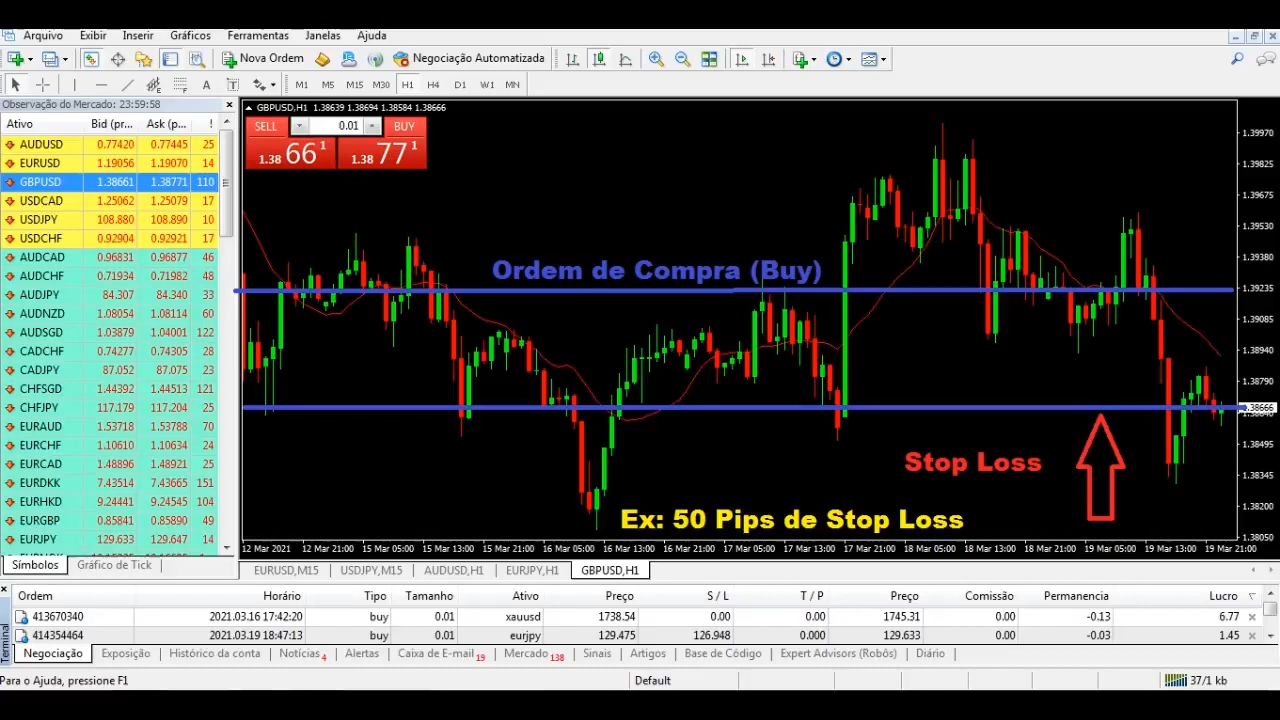 Arquivo Exibir Inserir Gráficos Ferramentas Janelas Ajuda
Nova Ordem Negociação Automatizada
A T M1 M5 M15 M30 H1 H4 D1 W1 MN
Observação do Mercado: 23:59:58
Ativo Bid (pr... Ask (p... !
AUDUSD 0.77420 0.77445 25
EURUSD 1.19056 1.19070 14
GBPUSD 1.38661 1.38771 110
USDCAD 1.25062 1.25079 17
USDJPY 108.880 108.890 10
USDCHF 0.92904 0.92921 17
AUDCAD 0.96831 0.96877 46
AUDCHF 0.71934 0.71982 48
AUDJPY 84.307 84.340 33
AUDNZD 1.08054 1.08114 60
AUDSGD 1.03879 1.04001 122
CADCHF 0.74277 0.74305 28
CADJPY 87.052 87.075 23
CHFSGD 1.44392 1.44513 121
CHFJPY 117.179 117.204 25
EURAUD 1.53718 1.53788 70
EURCHF 1.10610 1.10634 24
EURCAD 1.48896 1.48921 25
EURDKK 7.43514 7.43665 151
EURHKD 9.24441 9.24545 104
EURGBP 0.85841 0.85890 49
EURJPY 129.633 129.647 14
Símbolos Gráfico de Tick
GBPUSD,H1 1.38639 1.38694 1.38584 1.38666
SELL 0.01 BUY
1.38 66 1 1.38 77 1
Ordem de Compra (Buy)
Stop Loss
Ex: 50 Pips de Stop Loss
1.39970
1.39825
1.39675
1.39530
1.39385
1.39235
1.39085
1.38940
1.38790
1.38666
1.38495
1.38345
1.38200
1.38050
12 Mar 2021 12 Mar 21:00 15 Mar 05:00 15 Mar 13:00 15 Mar 21:00 16 Mar 05:00 16 Mar 13:00 16 Mar 21:00 17 Mar 05:00 17 Mar 13:00 17 Mar 21:00 18 Mar 05:00 18 Mar 13:00 18 Mar 21:00 19 Mar 05:00 19 Mar 13:00 19 Mar 21:00
EURUSD,M15 USDJPY,M15 AUDUSD,H1 EURJPY,H1 GBPUSD,H1
Ordem Horário Tipo Tamanho Ativo Preço S / L T / P Preço Comissão Permanencia Lucro
413670340 2021.03.16 17:42:20 buy 0.01 xauusd 1738.54 0.00 0.00 1745.31 0.00 -0.13 6.77
414354464 2021.03.19 18:47:13 buy 0.01 eurjpy 129.475 126.948 0.000 129.633 0.00 -0.03 1.45
Terminal
Negociação Exposição Histórico da conta Notícias 4 Alertas Caixa de E-mail 19 Mercado 138 Sinais Artigos Base de Código Expert Advisors (Robôs) Diário
Para o Ajuda, pressione F1 Default 37/1 kb